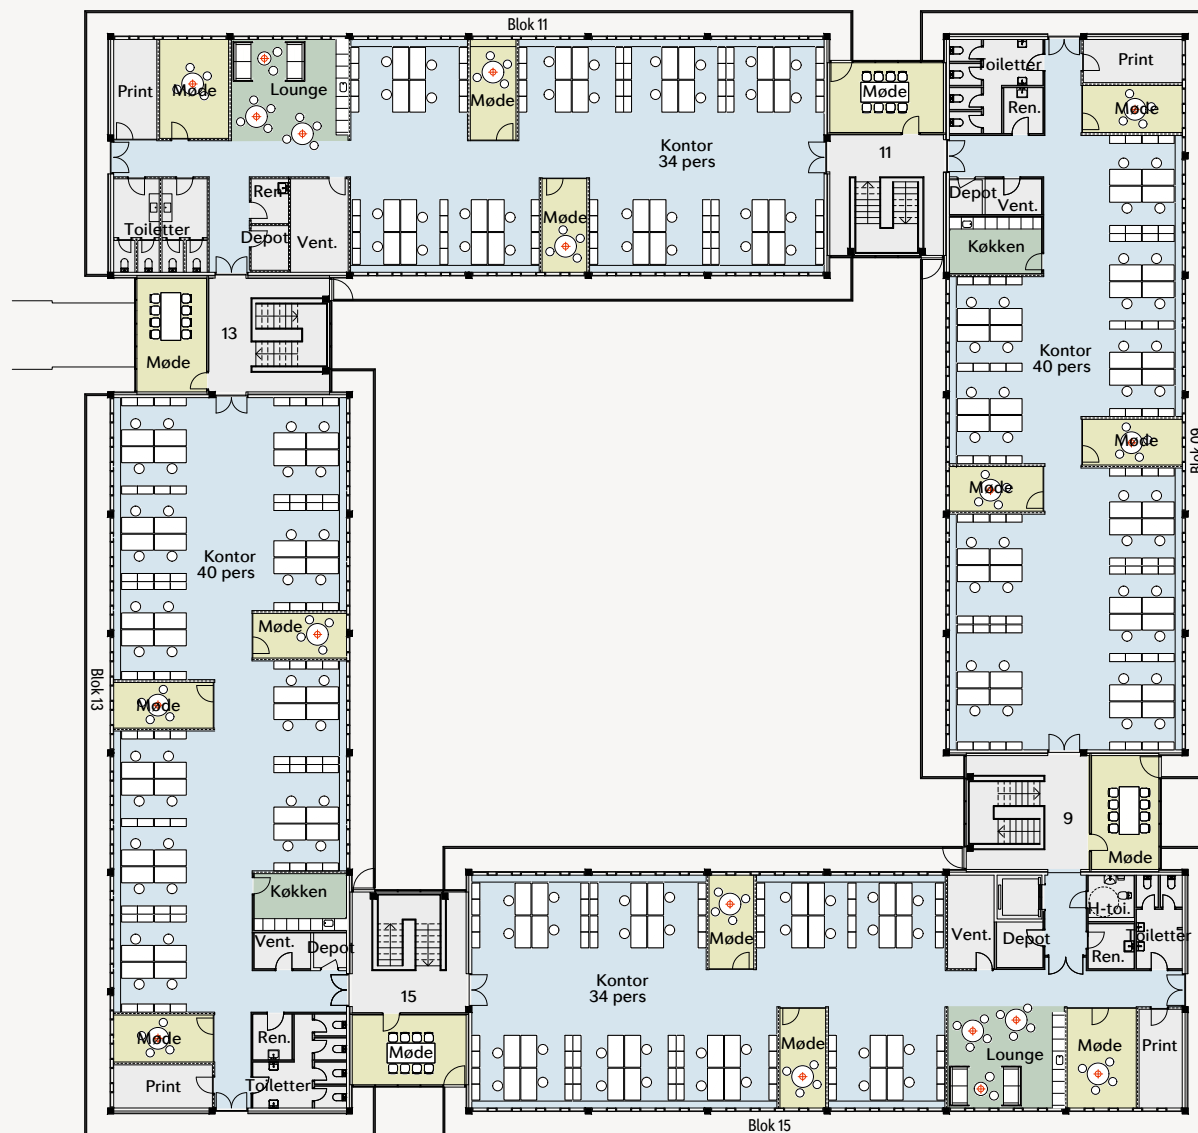 Blok 11
Print
Møde
Lounge
Møde
Kontor
34 pers
Møde
Toiletter
Ren.
Print
Møde
11
Ren.
Depot
Vent.
Toiletter
Møde
Depot
Vent.
Køkken
13
Møde
Kontor
40 pers
Møde
Møde
Blok 09
Kontor
40 pers
Møde
Møde
Blok 13
9
Møde
Køkken
Vent.
Depot
Møde
Vent.
Depot
H-toi.
Ren.
Toiletter
Kontor
34 pers
15
Møde
Print
Ren.
Toiletter
Møde
Møde
Lounge
Møde
Print
Blok 15